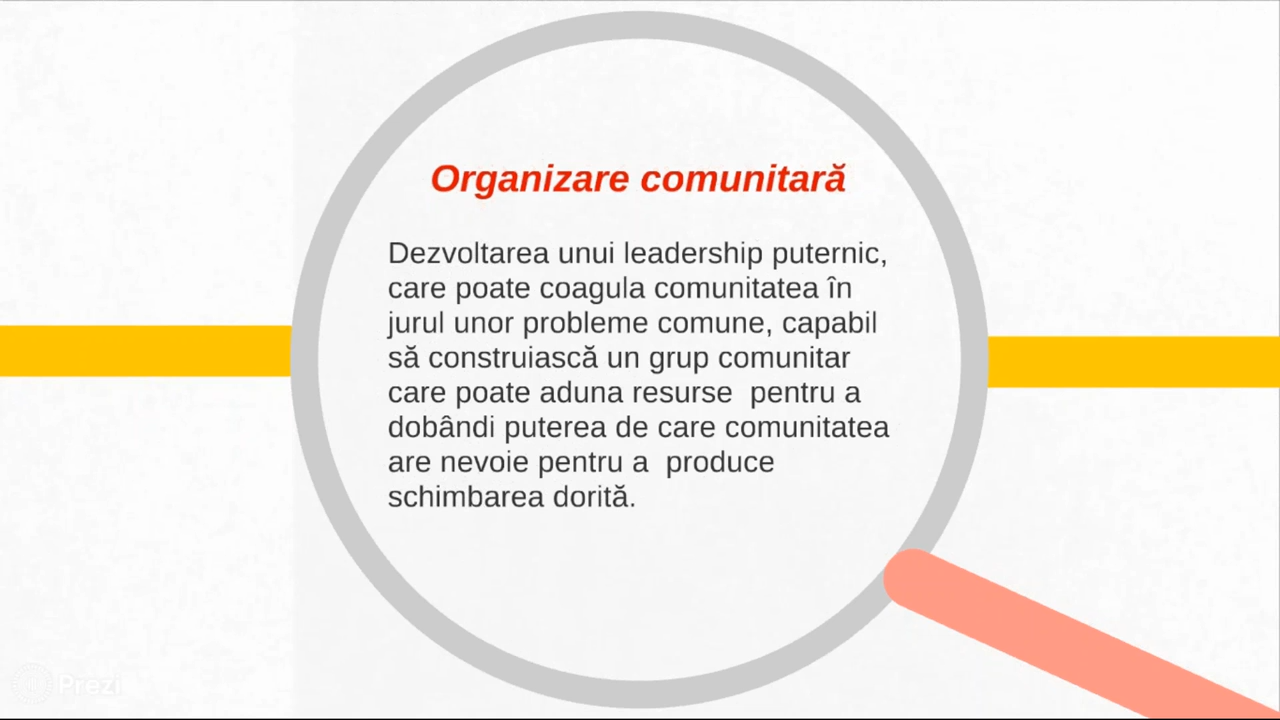 Organizare comunitară
Dezvoltarea unui leadership puternic,
care poate coagula comunitatea în
jurul unor probleme comune, capabil
să construiască un grup comunitar
care poate aduna resurse  pentru a
dobândi puterea de care comunitatea
are nevoie pentru a  produce
schimbarea dorită.
Prezi